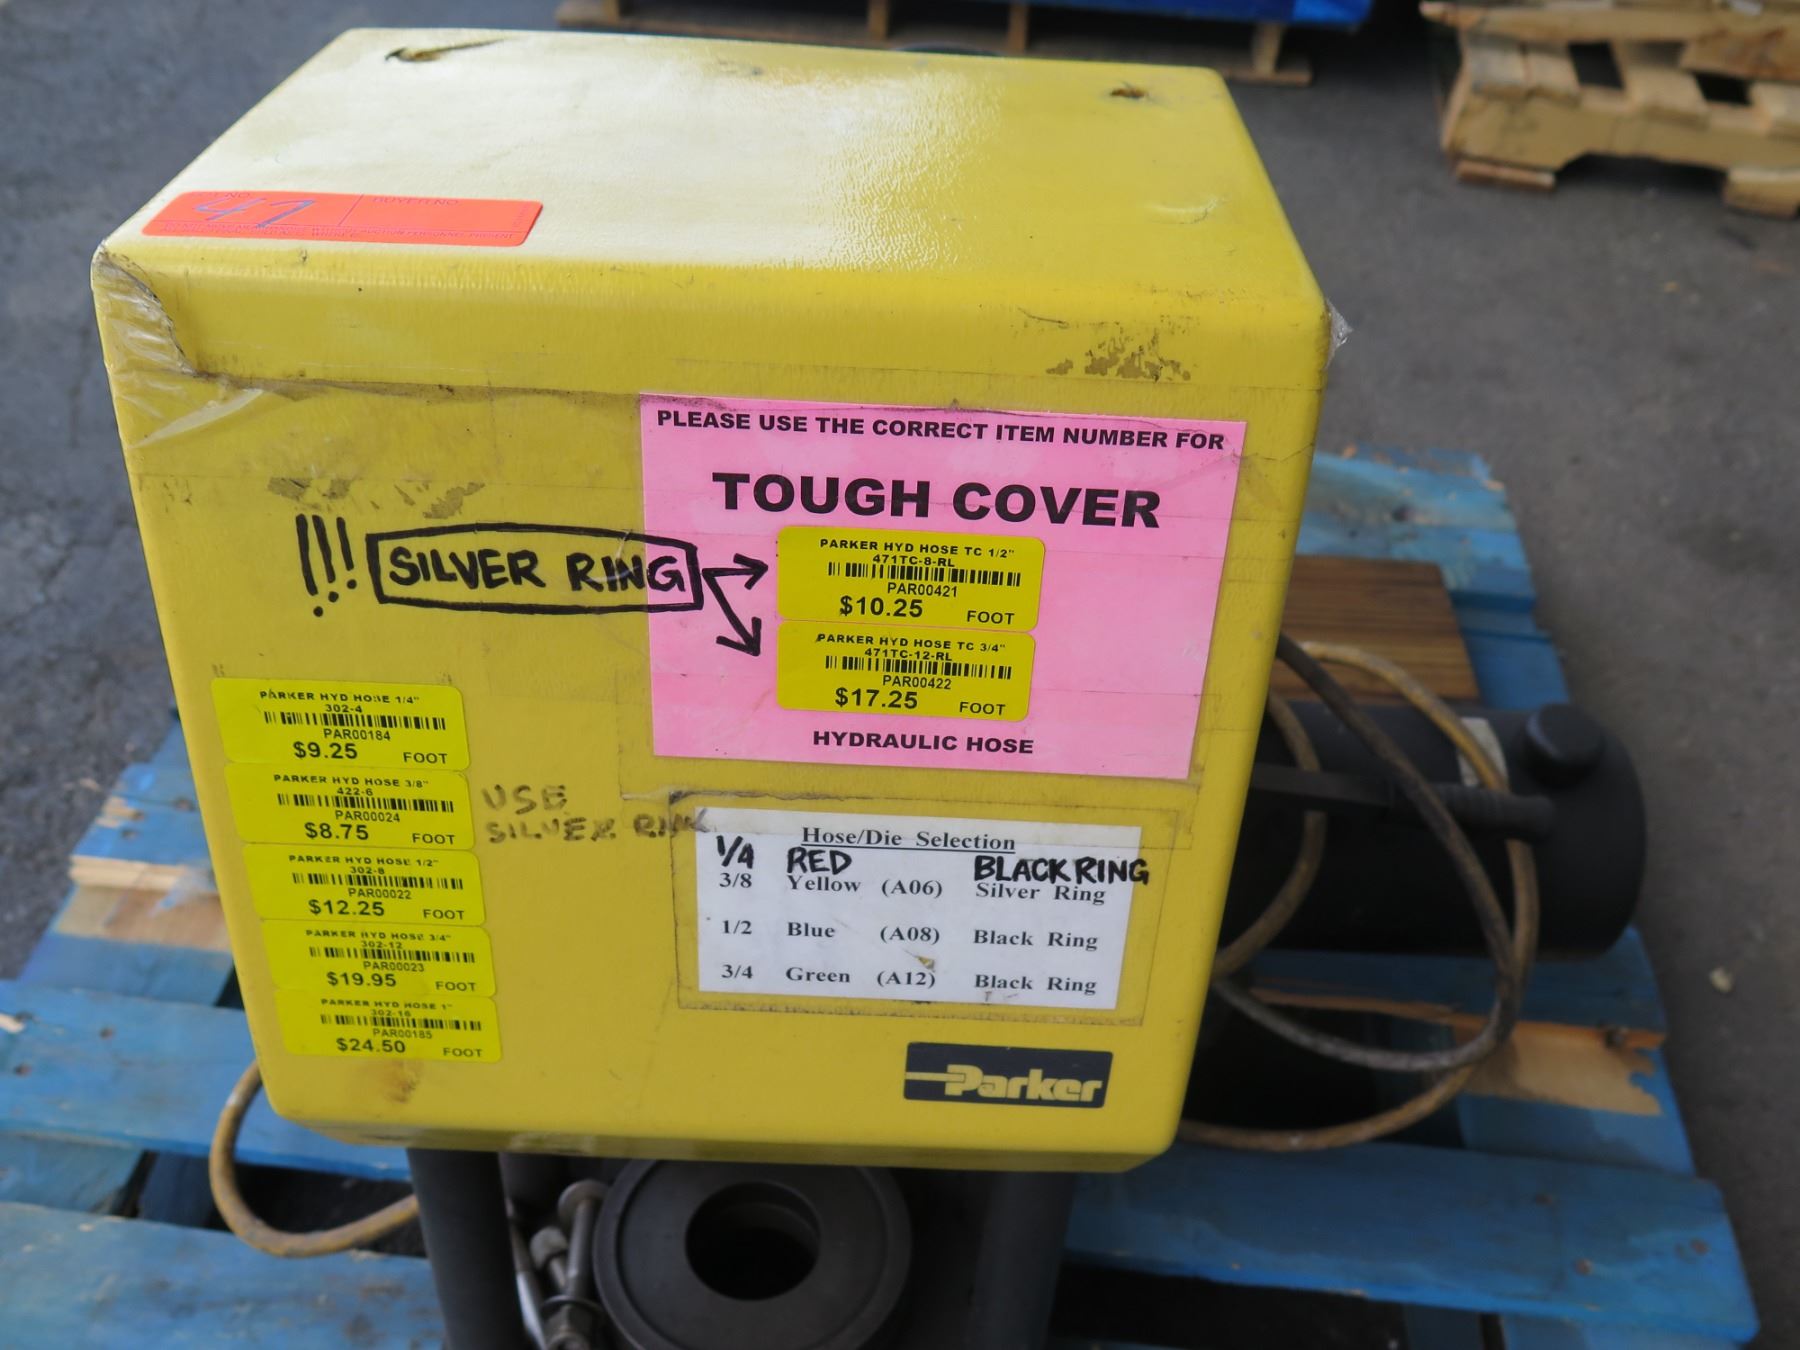 LOT NO.
47
BUYER NO.
PLEASE USE THE CORRECT ITEM NUMBER FOR
TOUGH COVER
!!! SILVER RING
PARKER HYD HOSE TC 1/2"
471TC-8-RL
PAR00421
$10.25 FOOT
PARKER HYD HOSE TC 3/4"
471TC-12-RL
PAR00422
$17.25 FOOT
HYDRAULIC HOSE
PARKER HYD HOSE 1/4"
302-4
PAR00184
$9.25 FOOT
PARKER HYD HOSE 3/8"
422-6
PAR00024
$8.75 FOOT
USE
SILVER RING
PARKER HYD HOSE 1/2"
302-8
PAR00022
$12.25 FOOT
PARKER HYD HOSE 3/4"
302-12
PAR00023
$19.95 FOOT
PARKER HYD HOSE 1"
302-16
PAR00185
$24.50 FOOT
Hose/Die Selection
1/4 RED BLACK RING
3/8 Yellow (A06) Silver Ring
1/2 Blue (A08) Black Ring
3/4 Green (A12) Black Ring
Parker